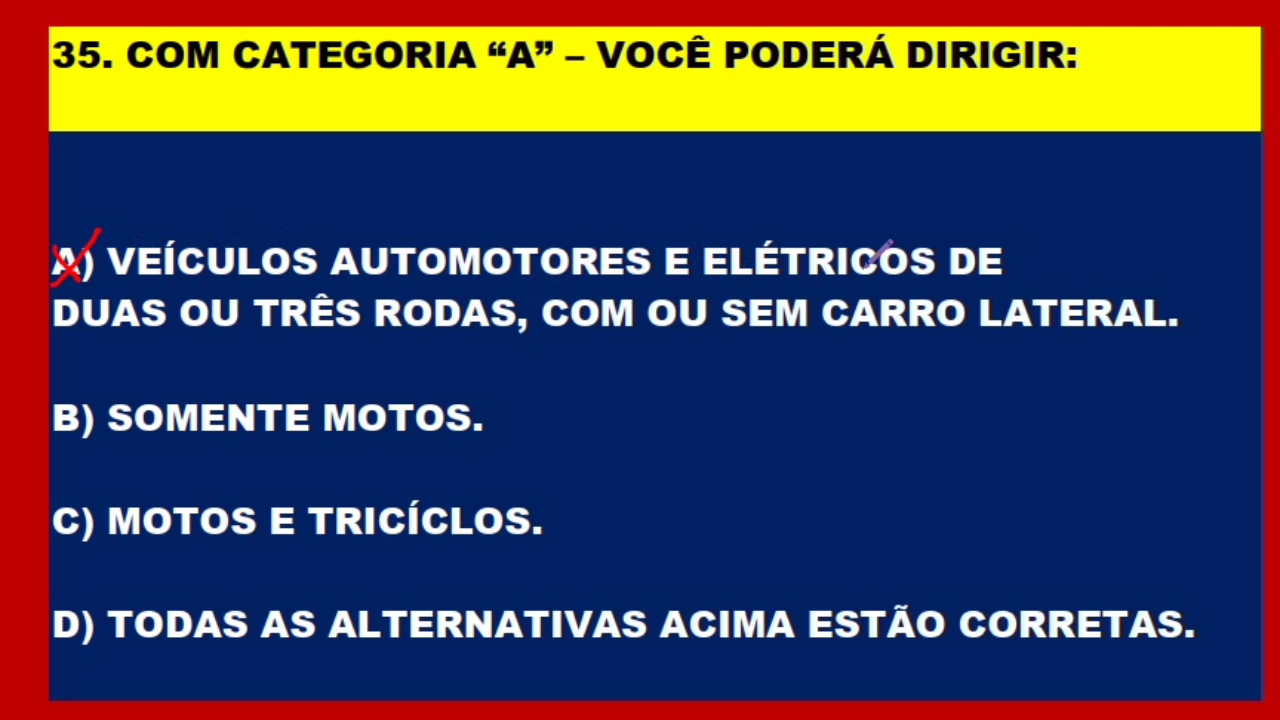 35. COM CATEGORIA “A” – VOCÊ PODERÁ DIRIGIR:
A) VEÍCULOS AUTOMOTORES E ELÉTRICOS DE
DUAS OU TRÊS RODAS, COM OU SEM CARRO LATERAL.
B) SOMENTE MOTOS.
C) MOTOS E TRICÍCLOS.
D) TODAS AS ALTERNATIVAS ACIMA ESTÃO CORRETAS.